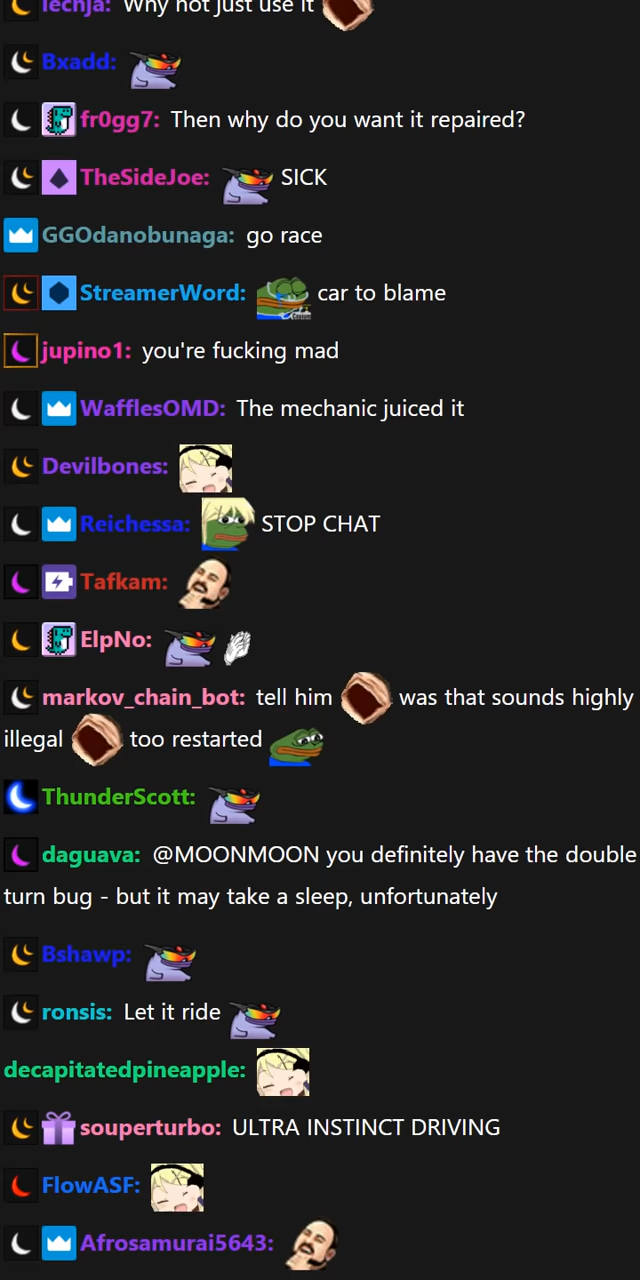 Iechja: Why not just use it
Bxadd:
fr0gg7: Then why do you want it repaired?
TheSideJoe: SICK
GGOdanobunaga: go race
StreamerWord: car to blame
jupino1: you're fucking mad
WafflesOMD: The mechanic juiced it
Devilbones:
Reichessa: STOP CHAT
Tafkam:
ElpNo:
markov_chain_bot: tell him was that sounds highly
illegal too restarted
ThunderScott:
daguava: @MOONMOON you definitely have the double
turn bug - but it may take a sleep, unfortunately
Bshawp:
ronsis: Let it ride
decapitatedpineapple:
souperturbo: ULTRA INSTINCT DRIVING
FlowASF:
Afrosamurai5643: